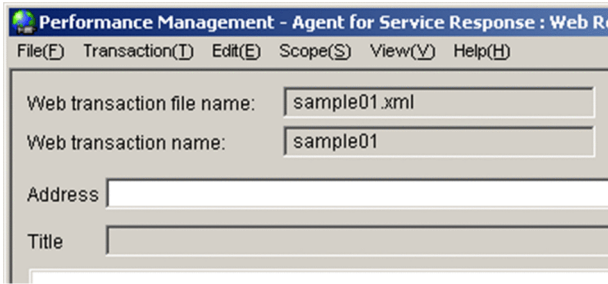 Performance Management - Agent for Service Response : Web R
File(F) Transaction(T) Edit(E) Scope(S) View(V) Help(H)
Web transaction file name: sample01.xml
Web transaction name: sample01
Address
Title